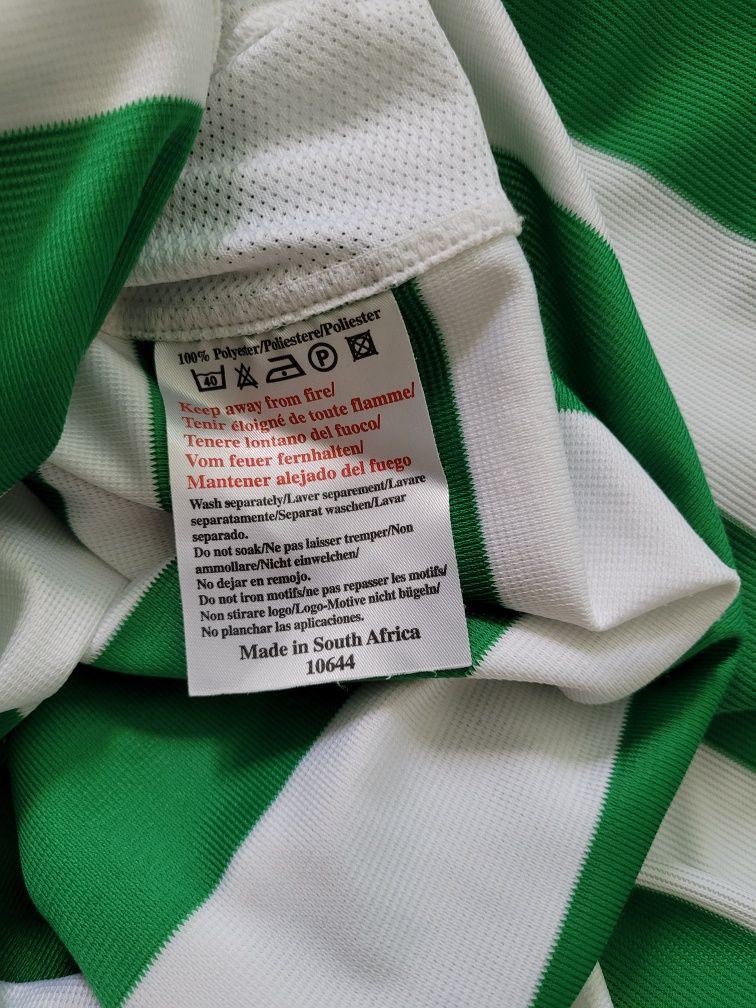 100% Polyester/Poliestere/Poliester
40 P
Keep away from fire/
Tenir éloigné de toute flamme/
Tenere lontano del fuoco/
Vom feuer fernhalten/
Mantener alejado del fuego
Wash separately/Laver separement/Lavare
separatamente/Separat waschen/Lavar
separado.
Do not soak/Ne pas laisser tremper/Non
ammollare/Nicht einweichen/
No dejar en remojo.
Do not iron motifs/ne pas repasser les motifs/
Non stirare logo/Logo-Motive nicht bügeln/
No planchar las aplicaciones.
Made in South Africa
10644